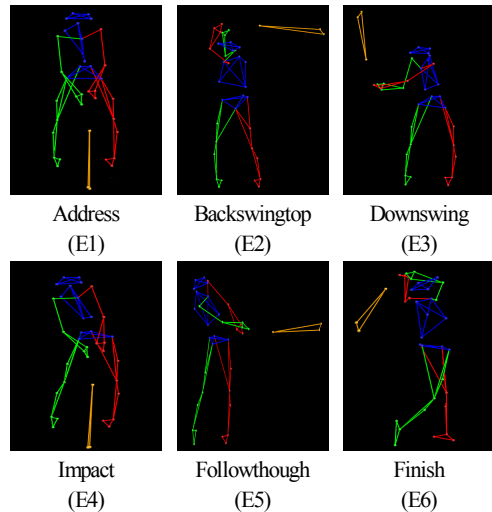 Address
Backswingtop
Downswing
(E1)
(E2)
(E3)
Impact
Followthough
Finish
(E4)
(E5)
(E6)